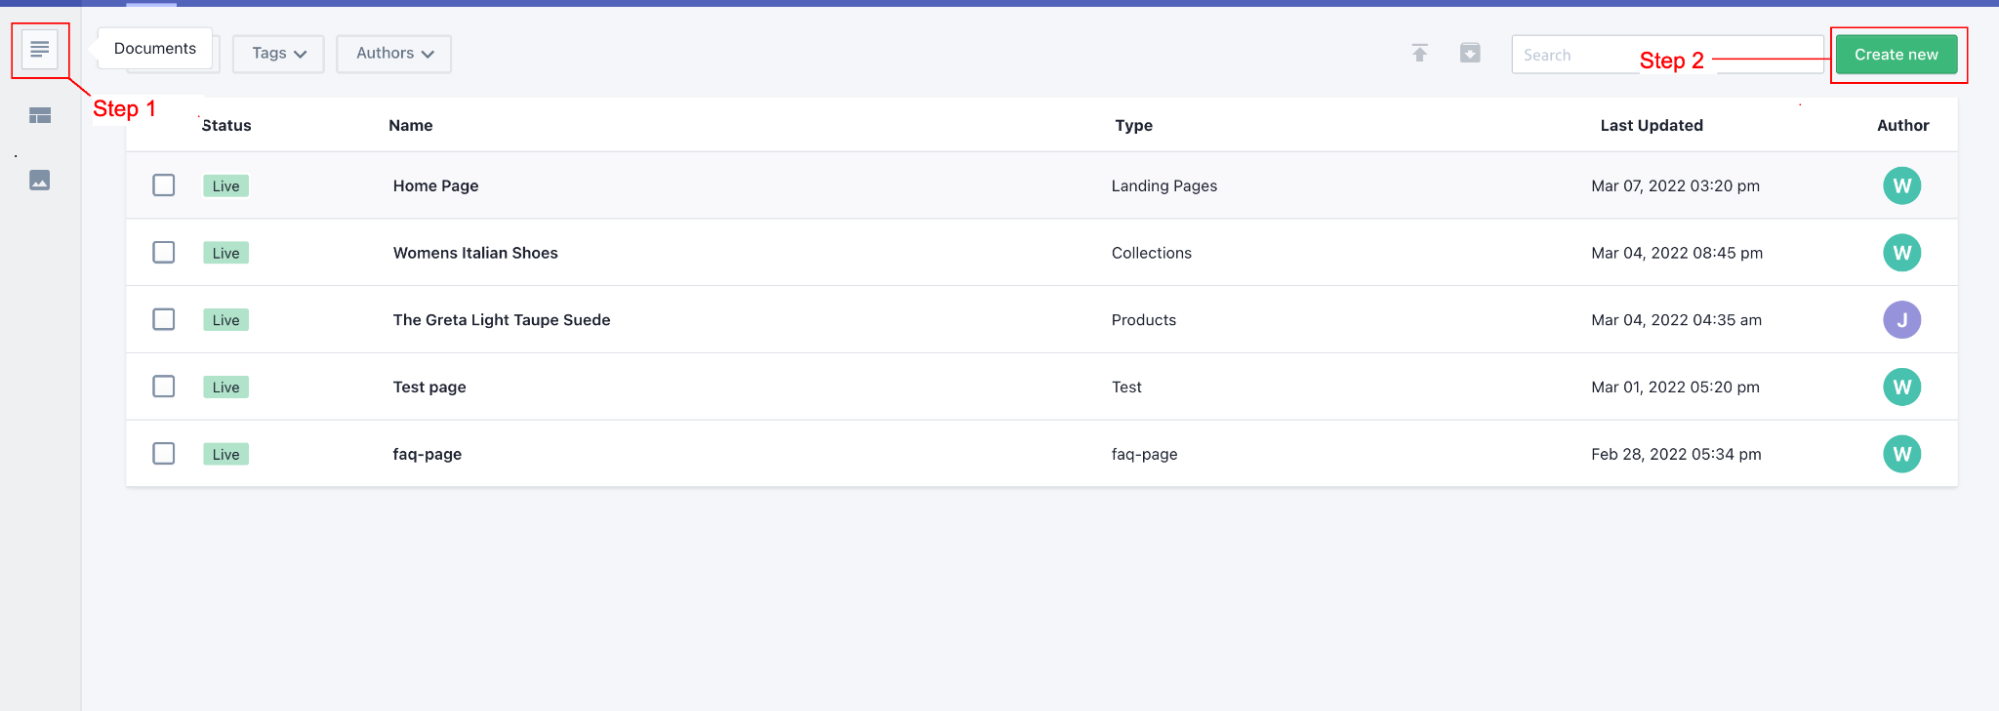 Documents
Tags
Authors
Search
Step 2
Create new
Step 1
Status Name Type Last Updated Author
Live Home Page Landing Pages Mar 07, 2022 03:20 pm W
Live Womens Italian Shoes Collections Mar 04, 2022 08:45 pm W
Live The Greta Light Taupe Suede Products Mar 04, 2022 04:35 am J
Live Test page Test Mar 01, 2022 05:20 pm W
Live faq-page faq-page Feb 28, 2022 05:34 pm W